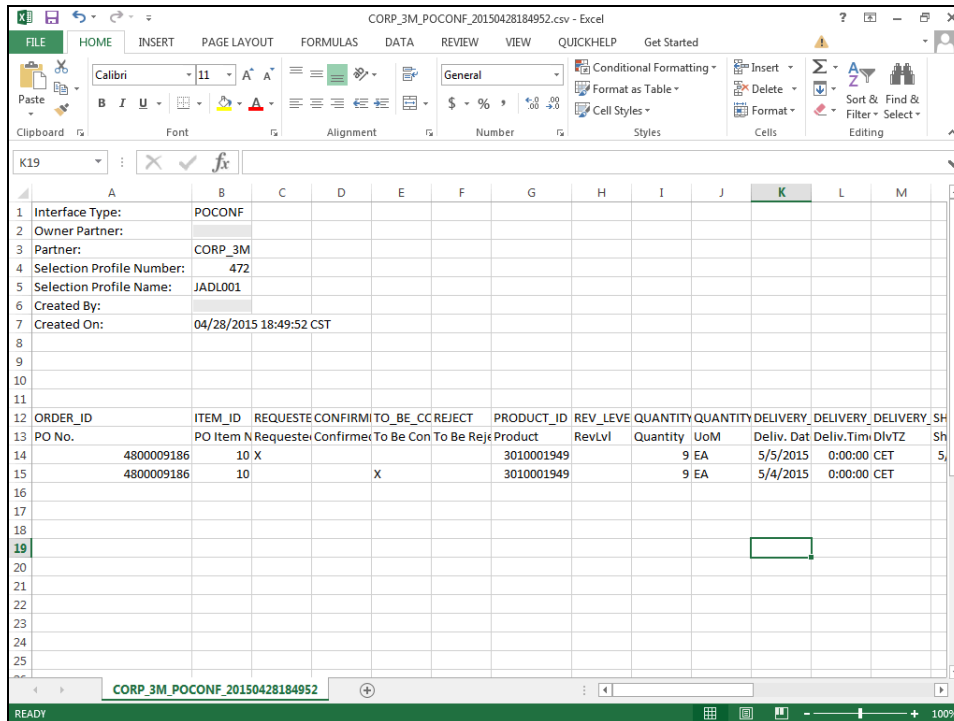 CORP_3M_POCONF_20150428184952.csv - Excel
FILE HOME INSERT PAGE LAYOUT FORMULAS DATA REVIEW VIEW QUICKHELP Get Started
Paste
Calibri 11 A A
B I U A
General
$ % ,
Conditional Formatting
Format as Table
Cell Styles
Insert
Delete
Format
Sort & Filter Find & Select
Clipboard Font Alignment Number Styles Cells Editing
K19 fx
A B C D E F G H I J K L M
1 Interface Type: POCONF
2 Owner Partner:
3 Partner: CORP_3M
4 Selection Profile Number: 472
5 Selection Profile Name: JADL001
6 Created By:
7 Created On: 04/28/2015 18:49:52 CST
8
9
10
11
12 ORDER_ID ITEM_ID REQUESTE CONFIRMI TO_BE_CC REJECT PRODUCT_ID REV_LEVE QUANTITY QUANTITY DELIVERY_ DELIVERY_ DELIVERY_ SH
13 PO No. PO Item N Requested Confirmed To Be Con To Be Reje Product RevLvl Quantity UoM Deliv. Dat Deliv.Time DlvTZ Sh
14 4800009186 10 X 3010001949 9 EA 5/5/2015 0:00:00 CET 5/
15 4800009186 10 X 3010001949 9 EA 5/4/2015 0:00:00 CET
16
17
18
19
20
21
22
23
24
25
CORP_3M_POCONF_20150428184952
READY 100%